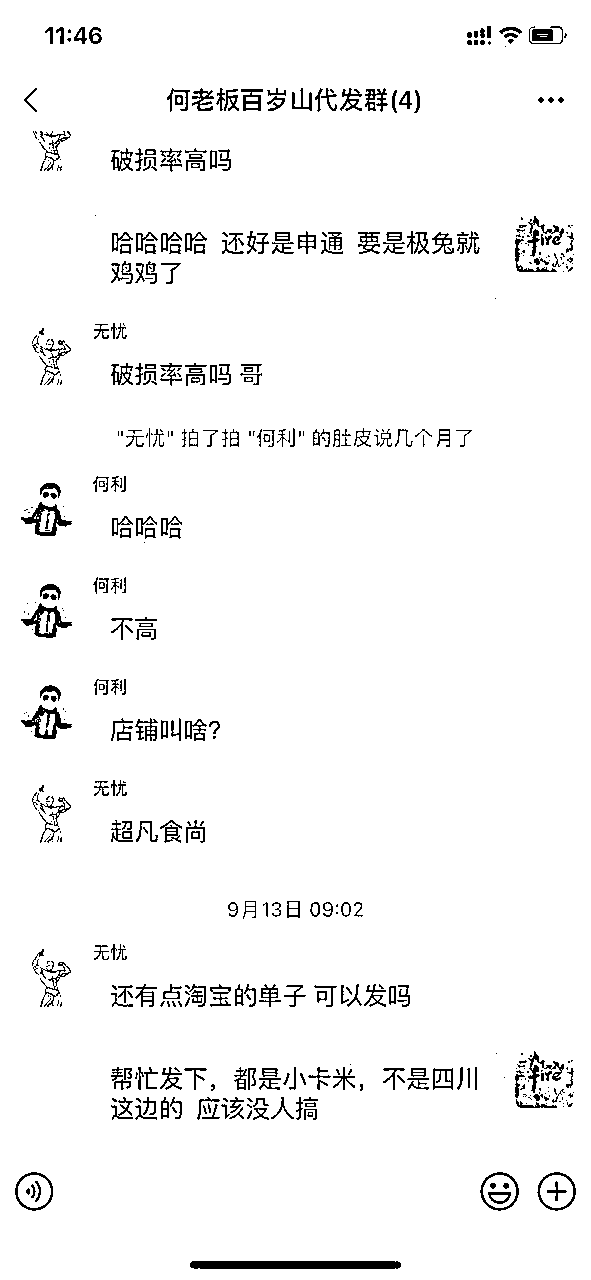 11:46
何老板百岁山代发群(4)
破损率高吗
哈哈哈哈 还好是申通 要是极兔就
鸡鸡了
无忧
破损率高吗 哥
"无忧" 拍了拍 "何利" 的肚皮说几个月了
何利
哈哈哈
何利
不高
何利
店铺叫啥?
无忧
超凡食尚
9月13日 09:02
无忧
还有点淘宝的单子 可以发吗
帮忙发下，都是小卡米，不是四川
这边的 应该没人搞